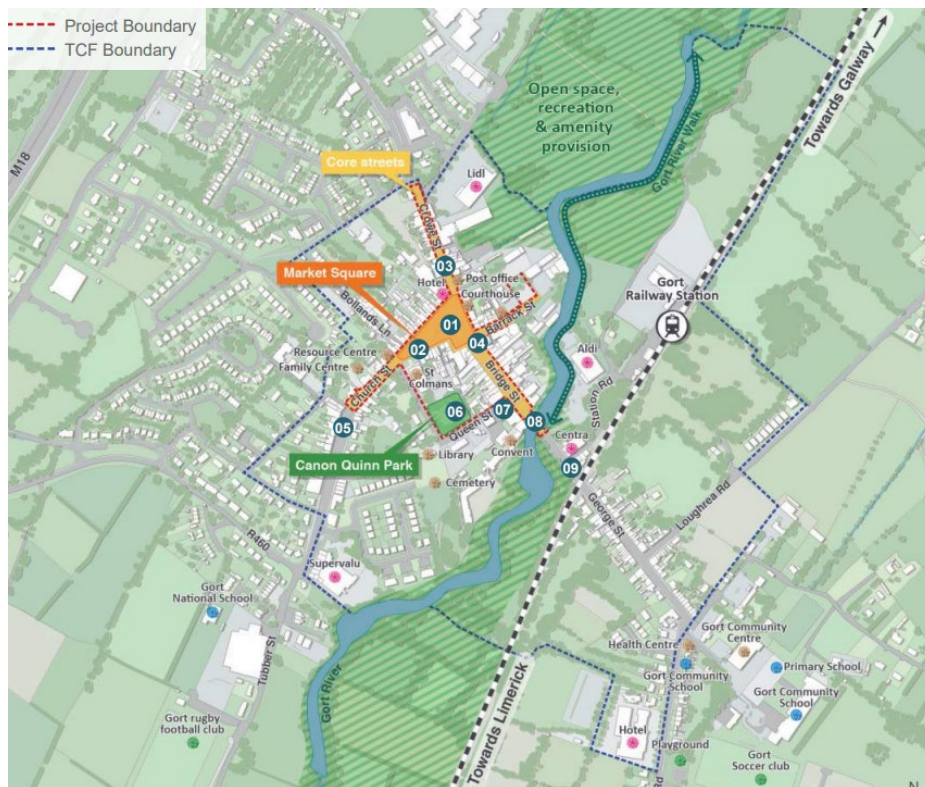 Project Boundary
TCF Boundary
M18
Open space,
recreation
& amenity
provision
Gort River Walk
Towards Galway
Core streets
Lidl
Crowe St
03
Hotel
Post office
Courthouse
Market Square
Bollands Ln
01
Barrack St
Gort
Railway Station
02
04
Resource Centre
Family Centre
St
Colmans
Church St
Bridge St
Aldi
Station Rd
05
06
07
08
Queen St
Centra
Convent
09
Canon Quinn Park
Library
Cemetery
George St
Loughrea Rd
R460
Supervalu
Gort
National School
Tubber St
Gort River
Gort rugby
football club
Towards Limerick
Health Centre
Gort Community
Centre
Gort Community
School
Primary School
Gort Community
School
Hotel
Playground
Gort
Soccer club
Rd
N